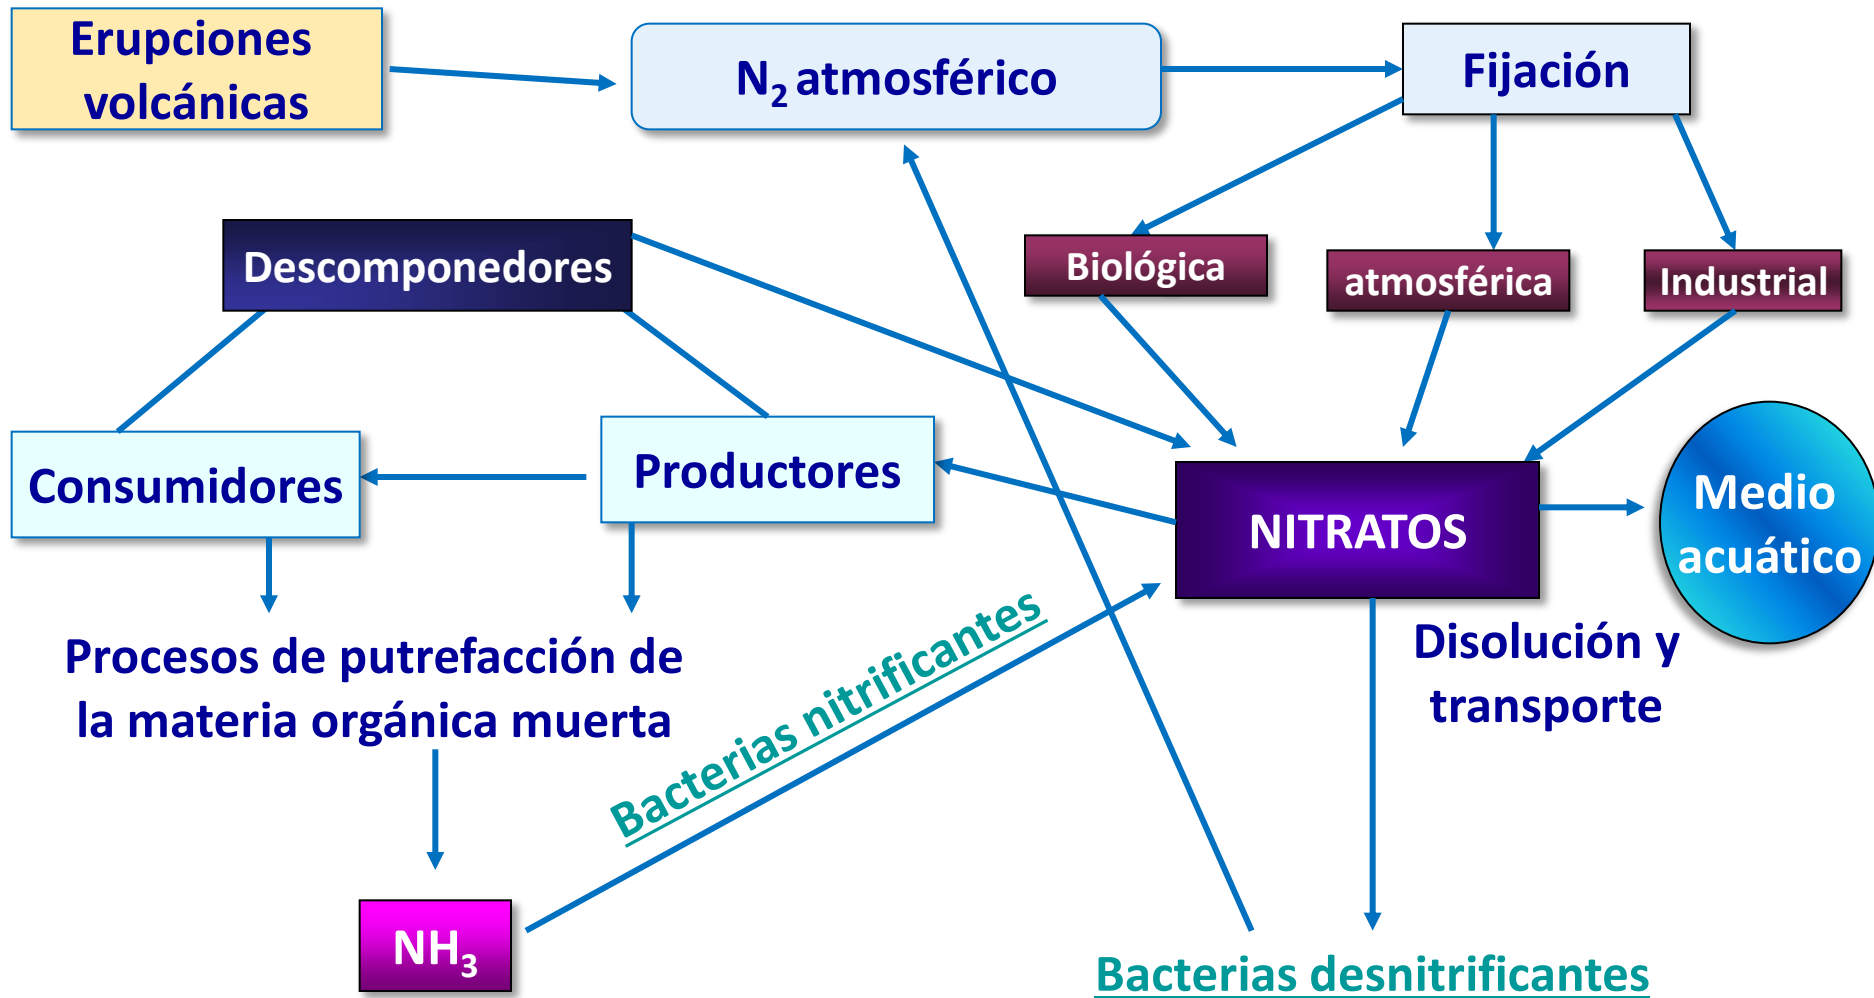 Erupciones
volcánicas
N₂ atmosférico
Fijación
Descomponedores
Biológica
atmosférica
Industrial
Consumidores
Productores
NITRATOS
Medio
acuático
Procesos de putrefacción de
la materia orgánica muerta
Bacterias nitrificantes
Disolución y
transporte
NH₃
Bacterias desnitrificantes